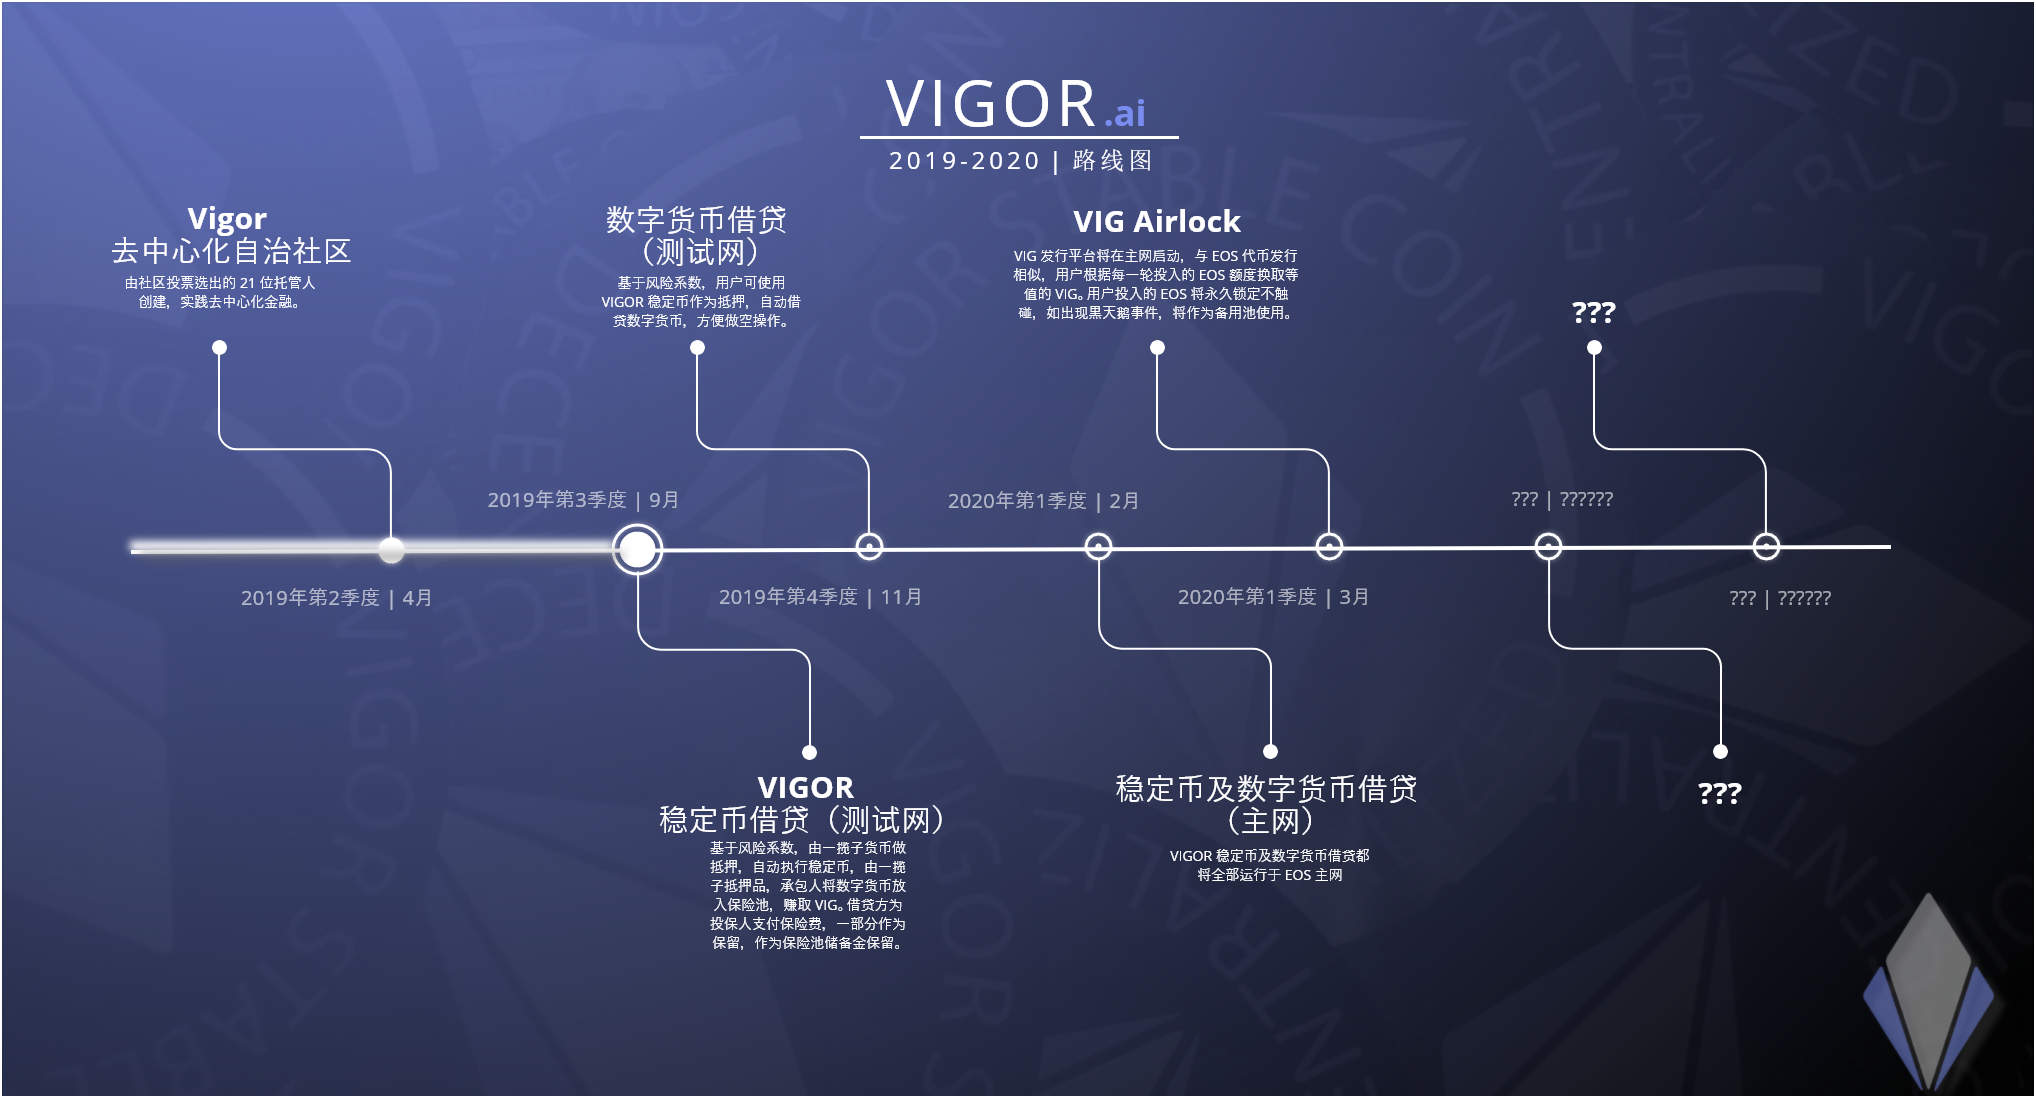 VIGOR.ai
2019-2020 | 路线图
Vigor
去中心化自治社区
由社区投票选出的 21 位托管人
创建，实践去中心化金融。
数字货币借贷
（测试网）
基于风险系数，用户可使用
VIGOR 稳定币作为抵押，自动借
贷数字货币，方便做空操作。
VIG Airlock
VIG 发行平台将在主网启动，与 EOS 代币发行
相似，用户根据每一轮投入的 EOS 额度换取等
值的 VIG。用户投入的 EOS 将永久锁定不触
碰，如出现黑天鹅事件，将作为备用池使用。
???
2019年第3季度 | 9月
2020年第1季度 | 2月
??? | ??????
2019年第2季度 | 4月
2019年第4季度 | 11月
2020年第1季度 | 3月
??? | ??????
VIGOR
稳定币借贷（测试网）
基于风险系数，由一揽子货币做
抵押，自动执行稳定币，由一揽
子抵押品，承包人将数字货币放
入保险池，赚取 VIG。借贷方为
投保人支付保险费，一部分作为
保留，作为保险池储备金保留。
稳定币及数字货币借贷
（主网）
VIGOR 稳定币及数字货币借贷都
将全部运行于 EOS 主网
???